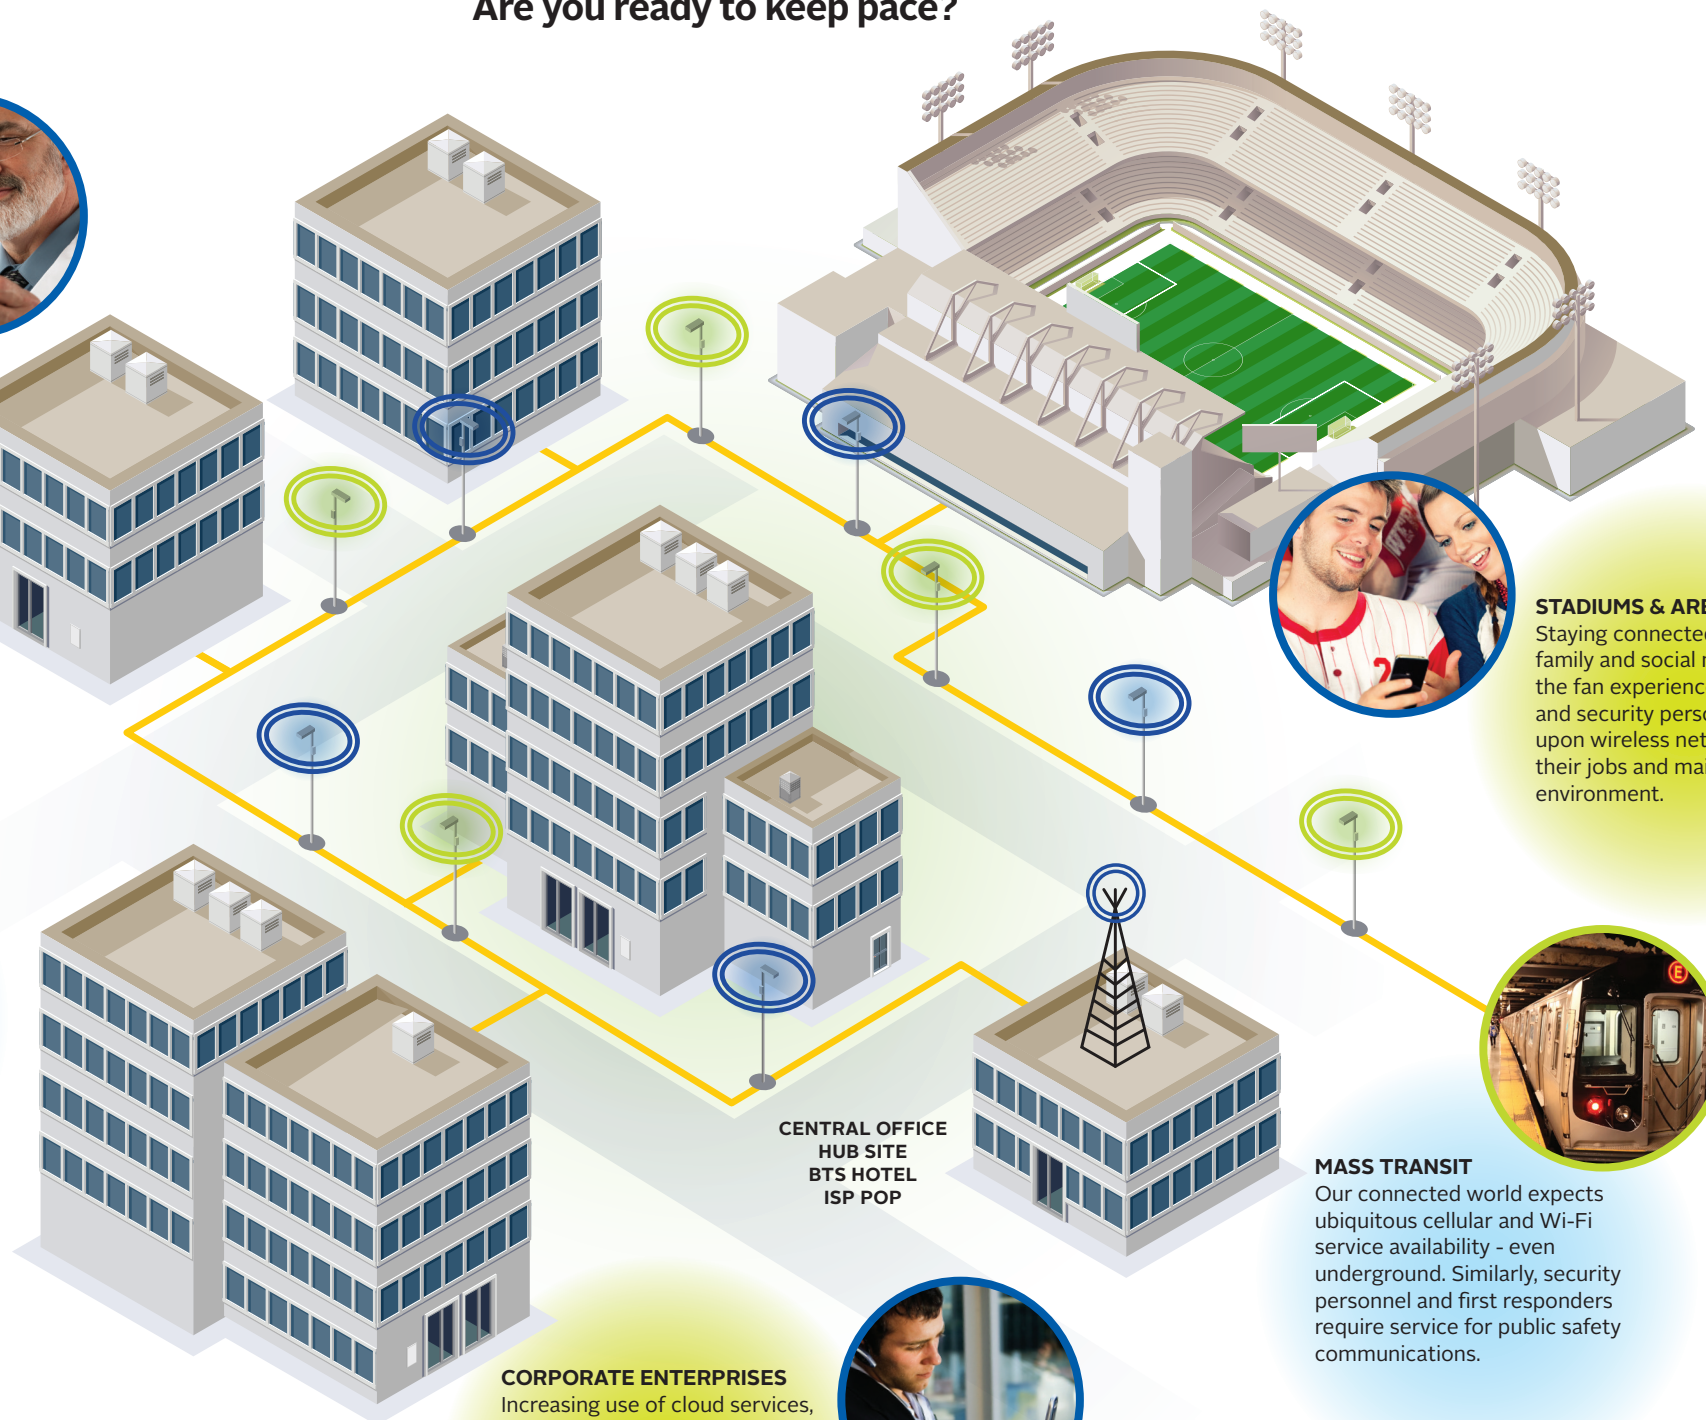 Are you ready to keep pace?
STADIUMS & ARE
Staying connected
family and social
the fan experienc
and security perso
upon wireless net
their jobs and mai
environment.
CENTRAL OFFICE
HUB SITE
BTS HOTEL
ISP POP
E
MASS TRANSIT
Our connected world expects
ubiquitous cellular and Wi-Fi
service availability - even
underground. Similarly, security
personnel and first responders
require service for public safety
communications.
CORPORATE ENTERPRISES
Increasing use of cloud services,